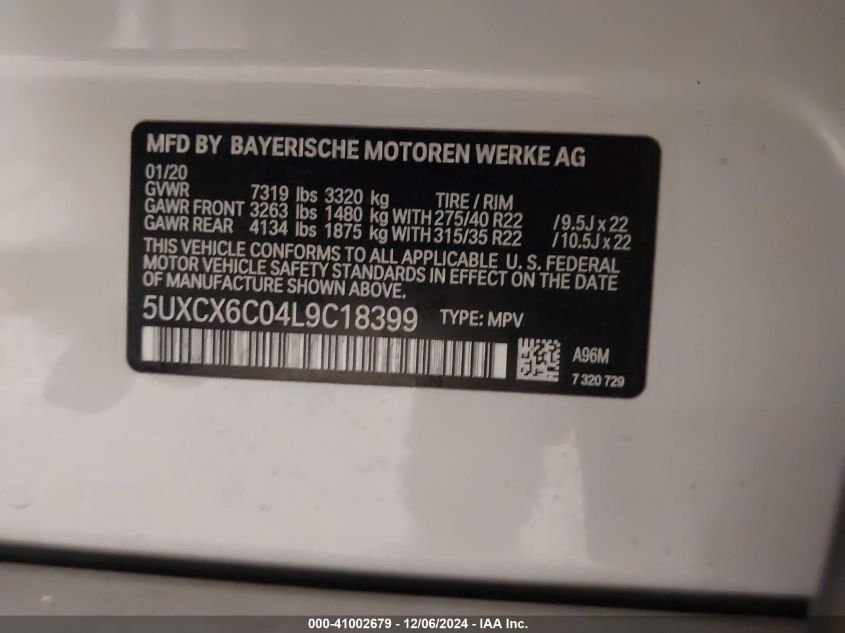 MFD BY BAYERISCHE MOTOREN WERKE AG
01/20
GVWR 7319 lbs 3320 kg TIRE / RIM
GAWR FRONT 3263 lbs 1480 kg WITH 275/40 R22 / 9.5J x 22
GAWR REAR 4134 lbs 1875 kg WITH 315/35 R22 / 10.5J x 22
THIS VEHICLE CONFORMS TO ALL APPLICABLE U. S. FEDERAL
MOTOR VEHICLE SAFETY STANDARDS IN EFFECT ON THE DATE
OF MANUFACTURE SHOWN ABOVE.
5UXCX6C04L9C18399 TYPE: MPV
A96M
7 320 729
000-41002679 - 12/06/2024 - IAA Inc.